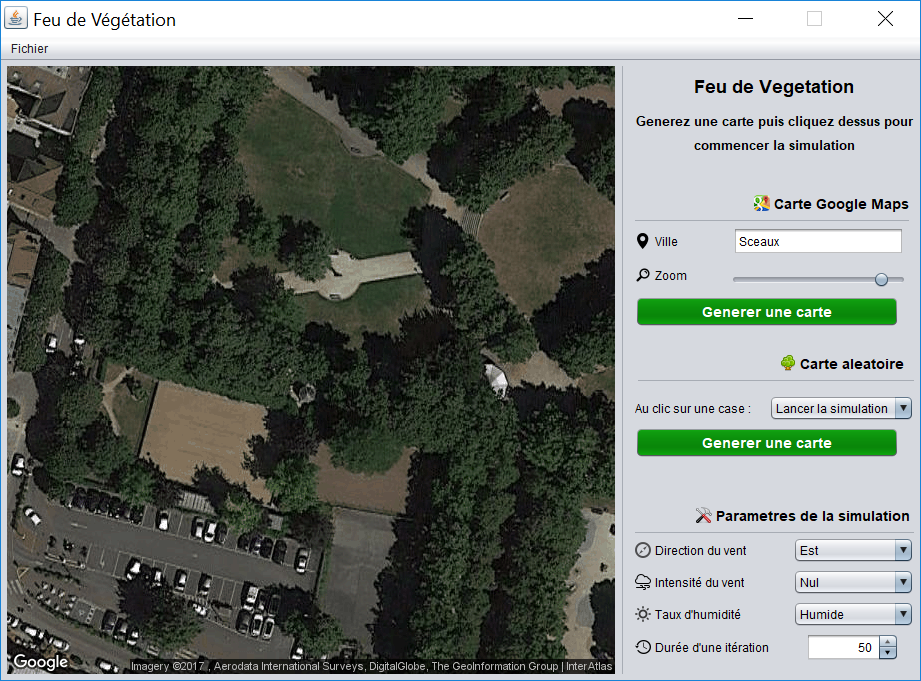 Feu de Végétation
Fichier
Feu de Vegetation
Generez une carte puis cliquez dessus pour
commencer la simulation
Carte Google Maps
Ville
Sceaux
Zoom
Generer une carte
Carte aleatoire
Au clic sur une case :
Lancer la simulation
Generer une carte
Parametres de la simulation
Direction du vent
Est
Intensité du vent
Nul
Taux d'humidité
Humide
Durée d'une itération
50
Google
Imagery ©2017 , Aerodata International Surveys, DigitalGlobe, The GeoInformation Group | InterAtlas